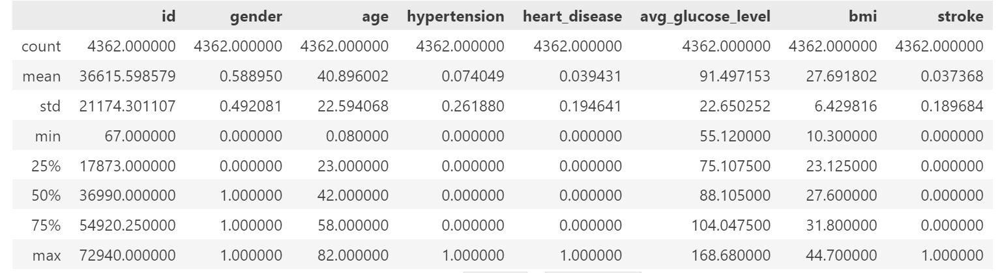 id gender age hypertension heart_disease avg_glucose_level bmi stroke
count 4362.000000 4362.000000 4362.000000 4362.000000 4362.000000 4362.000000 4362.000000 4362.000000
mean 36615.598579 0.588950 40.896002 0.074049 0.039431 91.497153 27.691802 0.037368
std 21174.301107 0.492081 22.594068 0.261880 0.194641 22.650252 6.429816 0.189684
min 67.000000 0.000000 0.080000 0.000000 0.000000 55.120000 10.300000 0.000000
25% 17873.000000 0.000000 23.000000 0.000000 0.000000 75.107500 23.125000 0.000000
50% 36990.000000 1.000000 42.000000 0.000000 0.000000 88.105000 27.600000 0.000000
75% 54920.250000 1.000000 58.000000 0.000000 0.000000 104.047500 31.800000 0.000000
max 72940.000000 1.000000 82.000000 1.000000 1.000000 168.680000 44.700000 1.000000